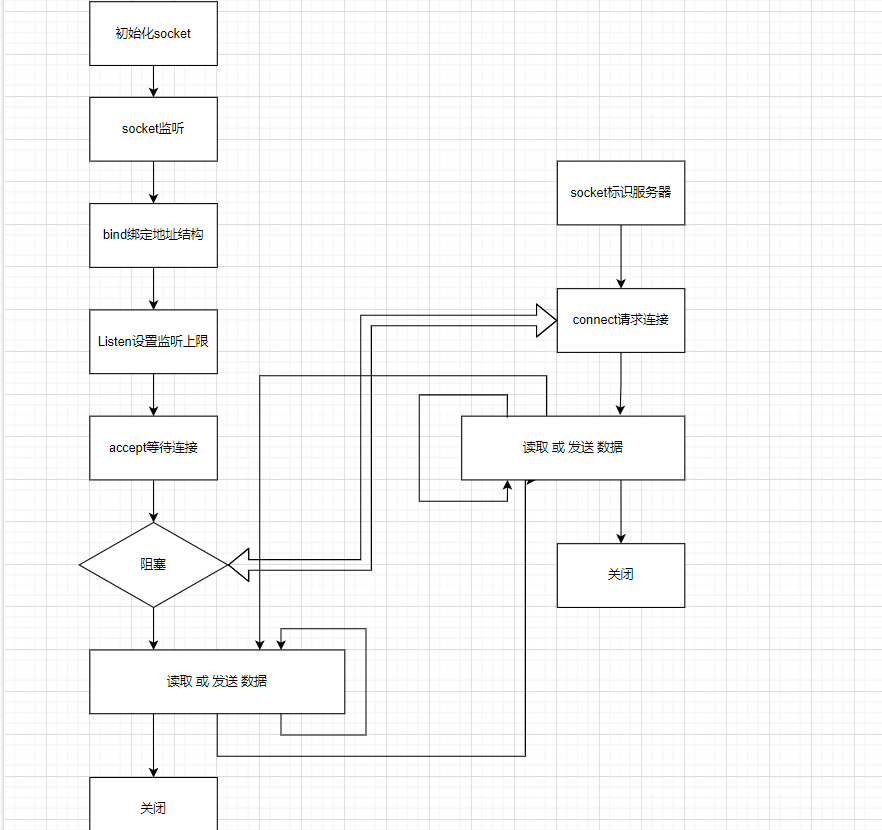 初始化socket
socket监听
bind绑定地址结构
Listen设置监听上限
accept等待连接
阻塞
读取 或 发送 数据
关闭
socket标识服务器
connect请求连接
读取 或 发送 数据
关闭